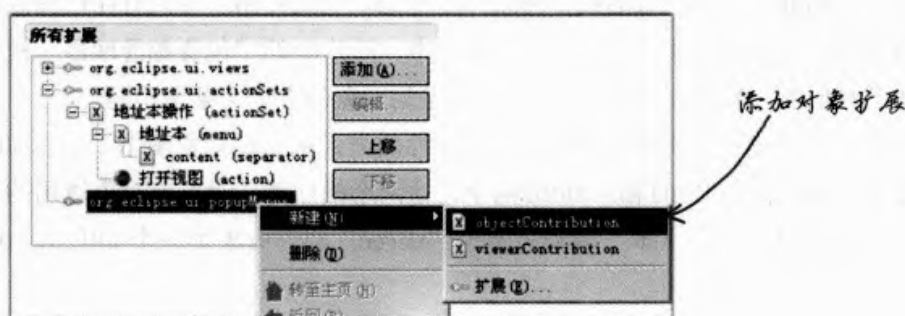 所有扩展
org.eclipse.ui.views
org.eclipse.ui.actionSets
地址本操作 (actionSet)
地址本 (menu)
content (separator)
打开视图 (action)
org.eclipse.ui.popupMenus
添加(A)...
编辑...
上移
下移
新建(N)
删除(D)
转至主页(H)
返回(B)
objectContribution
viewerContribution
扩展(E)...
添加对象扩展